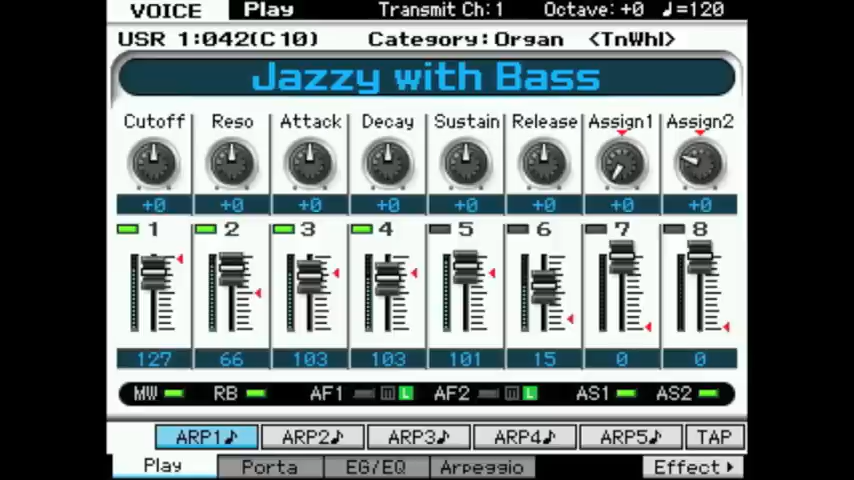 VOICE Play Transmit Ch:1 Octave:+0 ♩=120
USR 1:042(C10) Category:Organ <TnWhl>
Jazzy with Bass
Cutoff Reso Attack Decay Sustain Release Assign1 Assign2
+0 +0 +0 +0 +0 +0 +0 +0
1 2 3 4 5 6 7 8
127 66 103 103 101 15 0 0
MW RB AF1 m L AF2 m L AS1 AS2
ARP1♪ ARP2♪ ARP3♪ ARP4♪ ARP5♪ TAP
Play Porta EG/EQ Arpeggio Effect